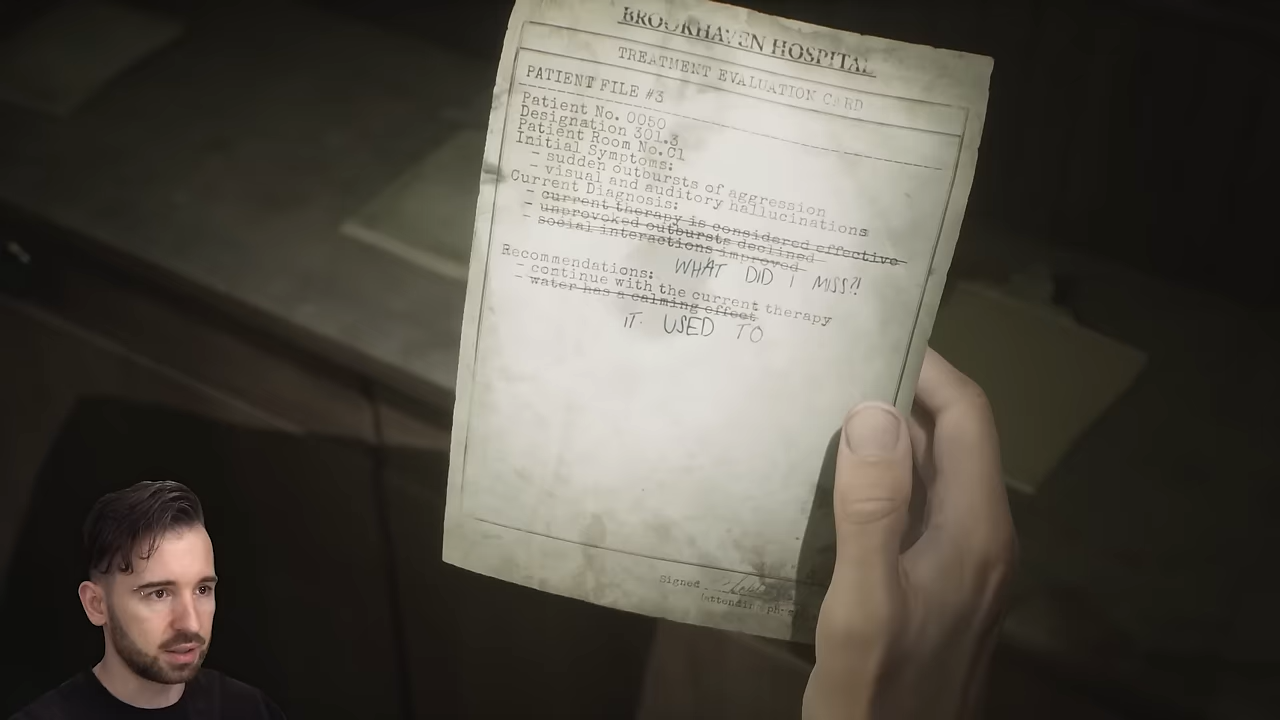 BROOKHAVEN HOSPITAL
TREATMENT EVALUATION CARD
PATIENT FILE #3
Patient No. 0050
Designation 301.3
Patient Room No.C1
Initial Symptoms:
- sudden outbursts of aggression
- visual and auditory hallucinations
Current Diagnosis:
- current therapy is considered effective
- unprovoked outbursts declined
- social interactions improved
WHAT DID I MISS?!
Recommendations:
- continue with the current therapy
- water has a calming effect
IT USED TO
Signed